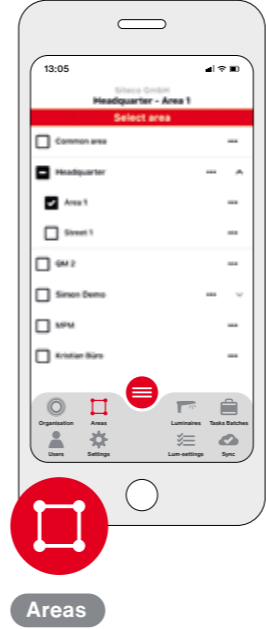 13:05
Siteco GmbH
Headquarter - Area 1
Select area
Common area
Headquarter
Area 1
Street 1
GM 2
Simon Demo
MPM
Kristian Büro
Organisation Areas Luminaires Tasks Batches
Users Settings Lum-settings Sync
Areas